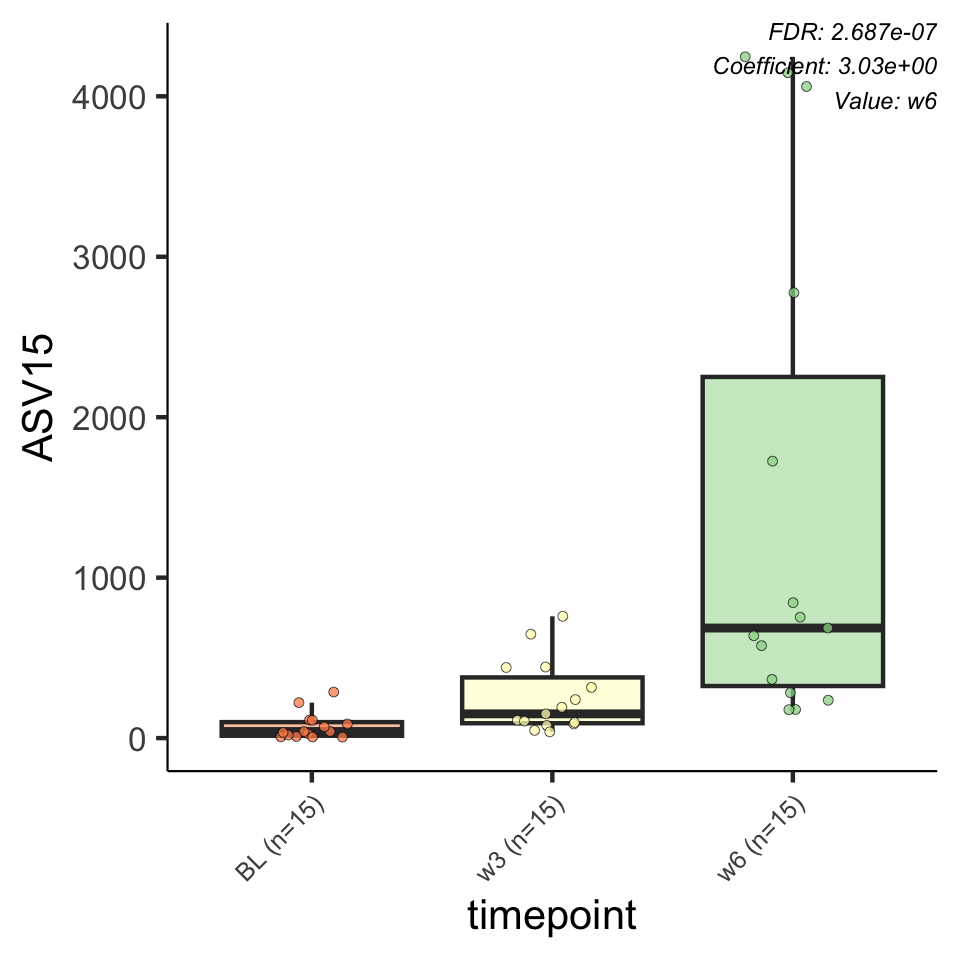 FDR: 2.687e-07
Coefficient: 3.03e+00
Value: w6
4000
3000
2000
1000
0
ASV15
BL (n=15)
w3 (n=15)
w6 (n=15)
timepoint